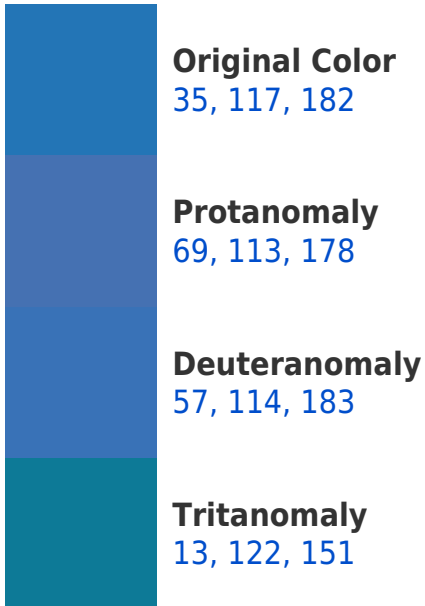 Original Color
35, 117, 182
Protanomaly
69, 113, 178
Deuteranomaly
57, 114, 183
Tritanomaly
13, 122, 151